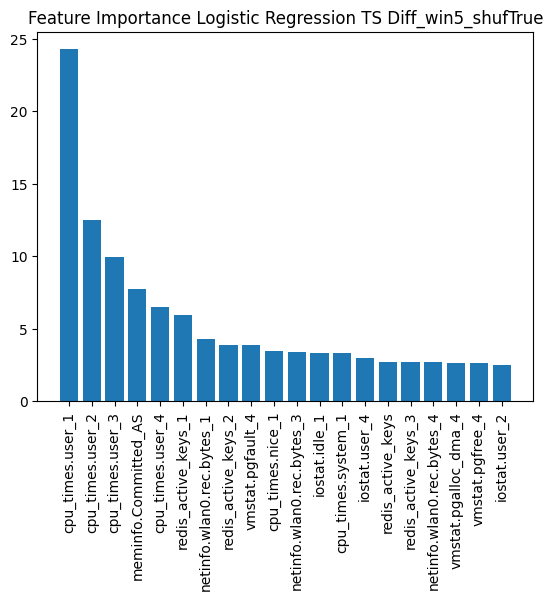 Feature Importance Logistic Regression TS Diff_win5_shufTrue
25
20
15
10
5
0
cpu_times.user_1
cpu_times.user_2
cpu_times.user_3
meminfo.Committed_AS
cpu_times.user_4
redis_active_keys_1
netinfo.wlan0.rec.bytes_1
redis_active_keys_2
vmstat.pgfault_4
cpu_times.nice_1
netinfo.wlan0.rec.bytes_3
iostat.idle_1
cpu_times.system_1
iostat.user_4
redis_active_keys
redis_active_keys_3
netinfo.wlan0.rec.bytes_4
vmstat.pgalloc_dma_4
vmstat.pgfree_4
iostat.user_2